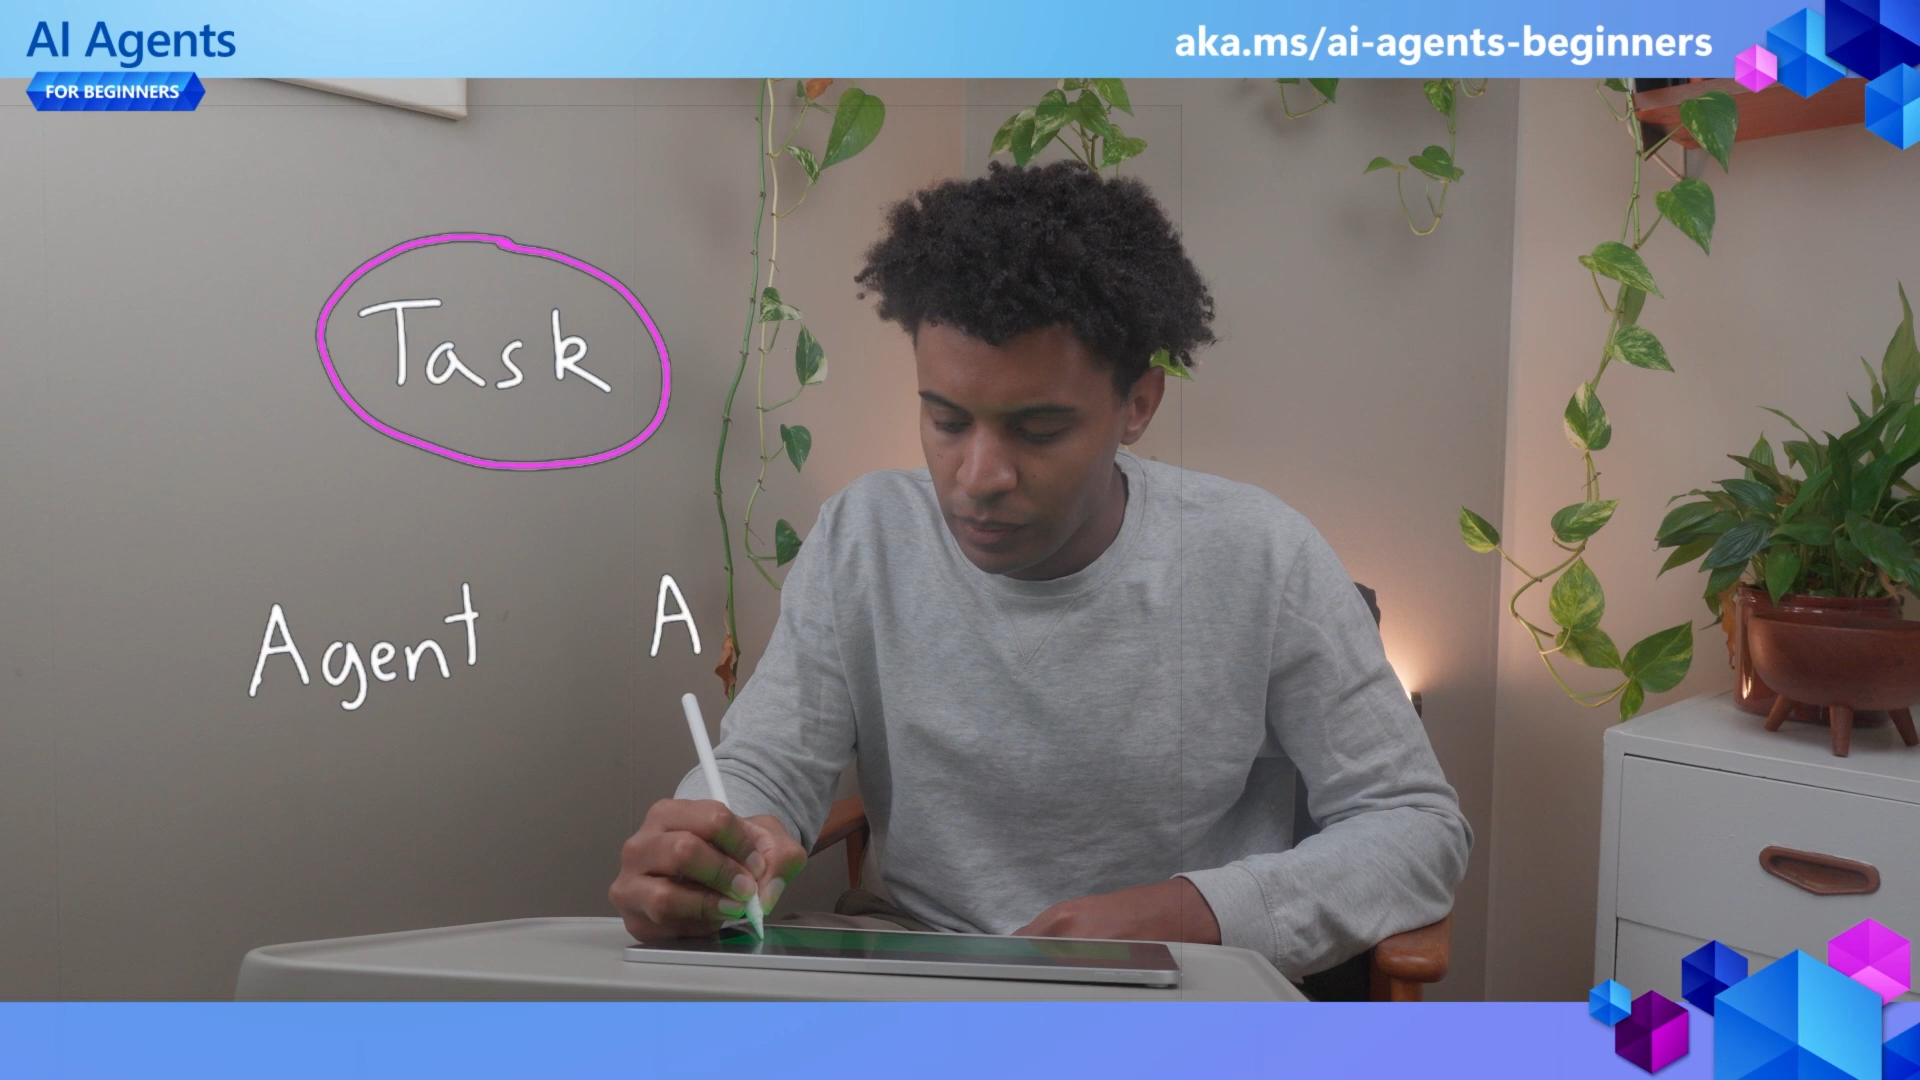 AI Agents
FOR BEGINNERS
aka.ms/ai-agents-beginners
Task
Agent A